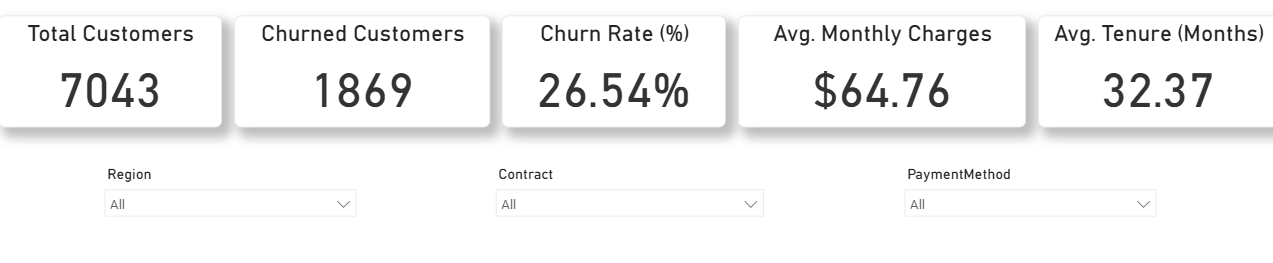 Total Customers
Churned Customers
Churn Rate (%)
Avg. Monthly Charges
Avg. Tenure (Months)
7043
1869
26.54%
$64.76
32.37
Region
Contract
PaymentMethod
All
All
All